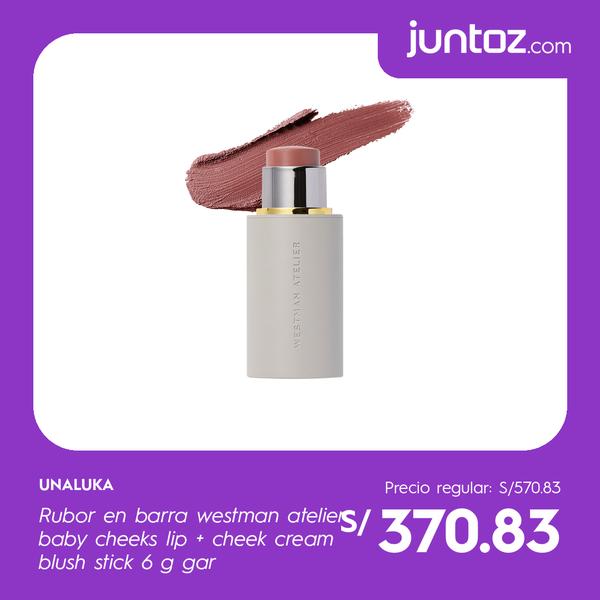 juntoz.com
WESTMAN ATELIER
UNALUKA
Rubor en barra westman atelier
baby cheeks lip + cheek cream
blush stick 6 g gar
Precio regular: S/570.83
S/ 370.83